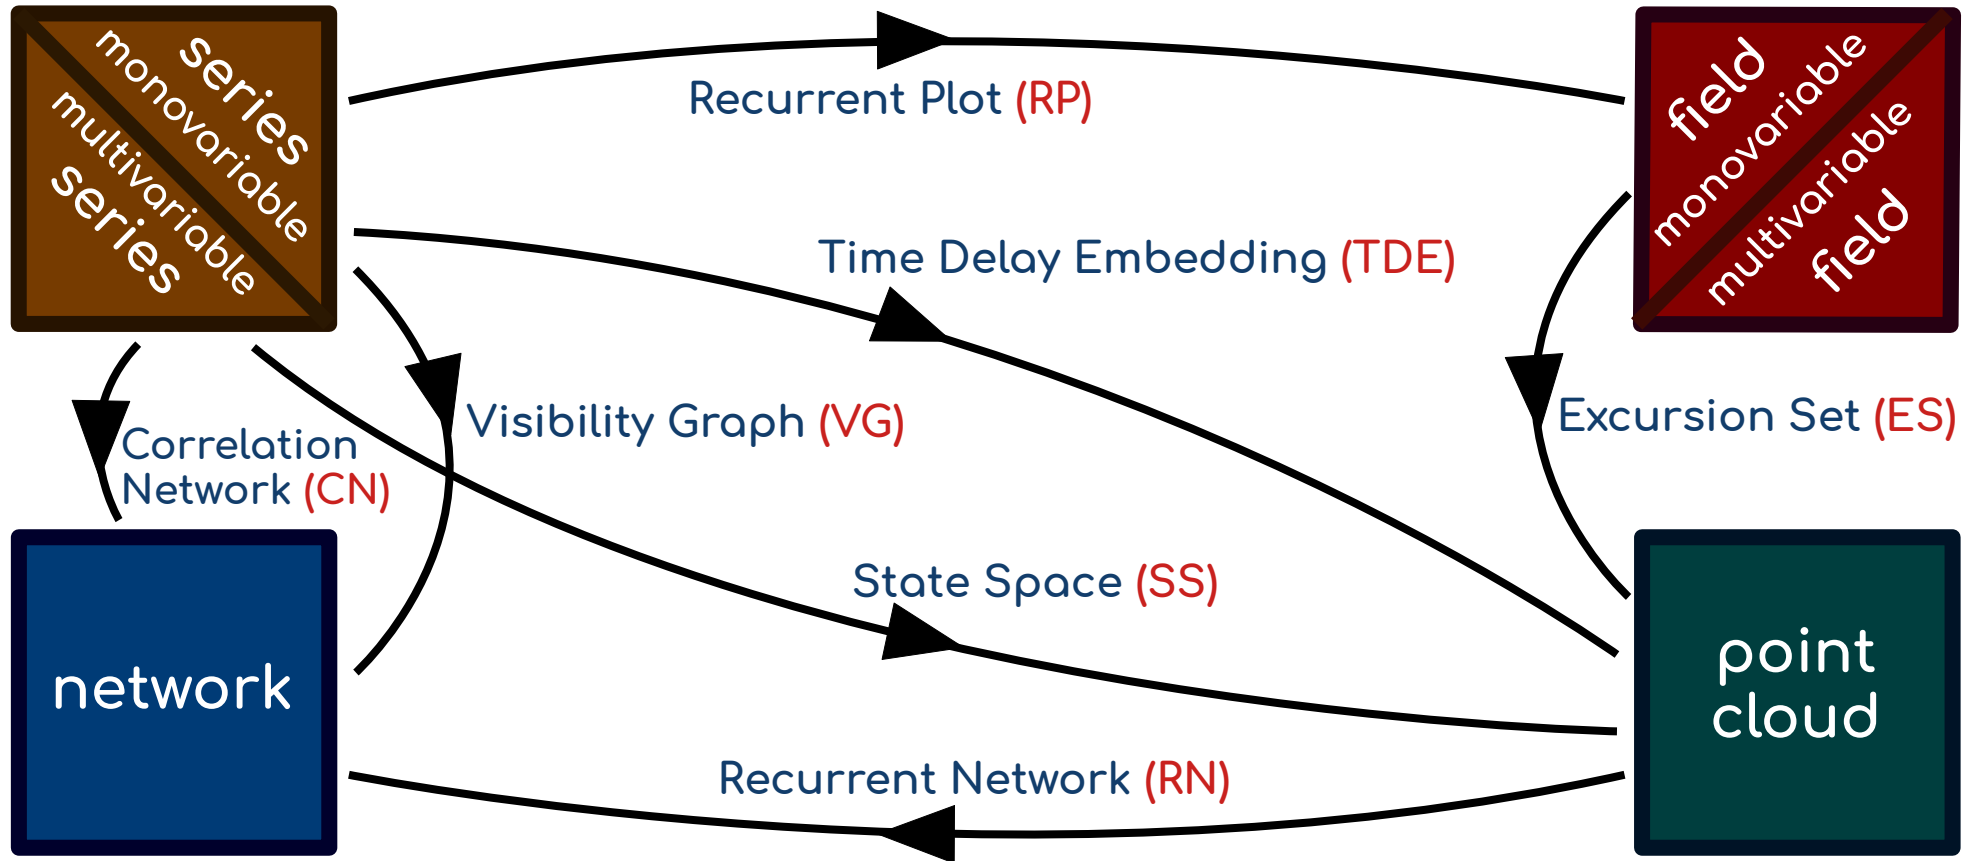 series
monovariable
multivariable
series
Recurrent Plot (RP)
field
monovariable
multivariable
field
Time Delay Embedding (TDE)
Visibility Graph (VG)
Excursion Set (ES)
Correlation
Network (CN)
State Space (SS)
network
point
cloud
Recurrent Network (RN)